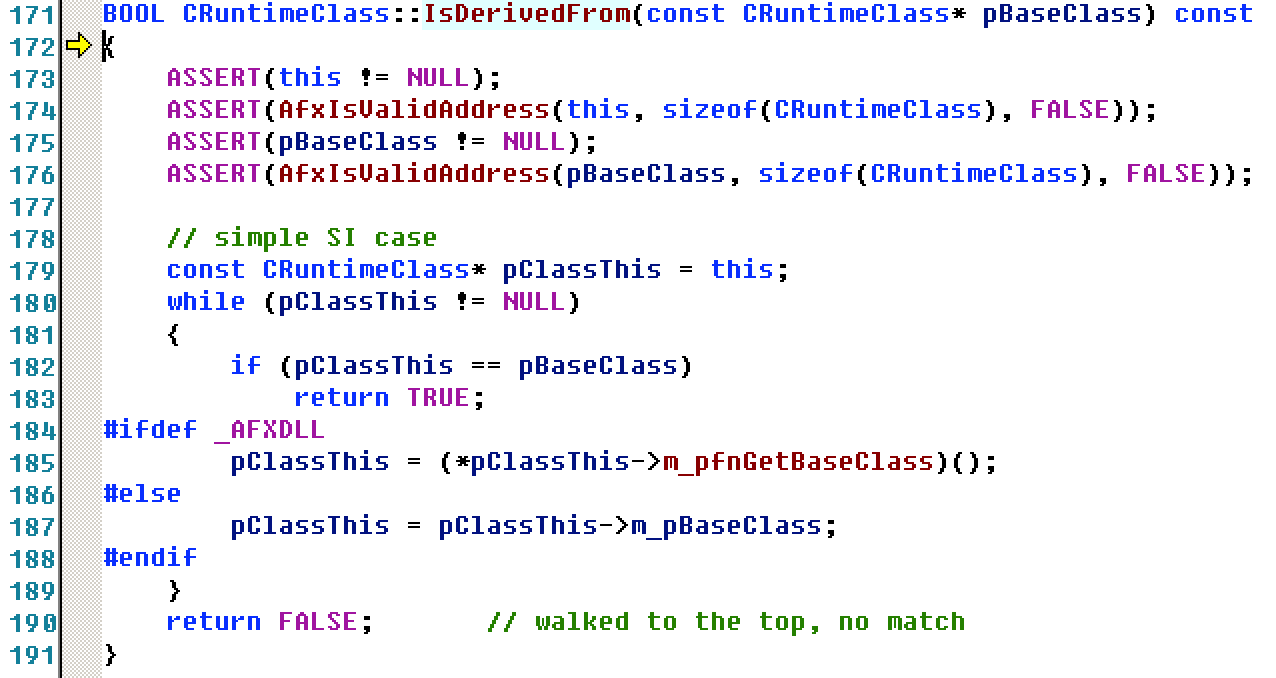 171 BOOL CRuntimeClass::IsDerivedFrom(const CRuntimeClass* pBaseClass) const
172 {
173     ASSERT(this != NULL);
174     ASSERT(AfxIsValidAddress(this, sizeof(CRuntimeClass), FALSE));
175     ASSERT(pBaseClass != NULL);
176     ASSERT(AfxIsValidAddress(pBaseClass, sizeof(CRuntimeClass), FALSE));
177
178     // simple SI case
179     const CRuntimeClass* pClassThis = this;
180     while (pClassThis != NULL)
181     {
182         if (pClassThis == pBaseClass)
183             return TRUE;
184 #ifdef _AFXDLL
185         pClassThis = (*pClassThis->m_pfnGetBaseClass)();
186 #else
187         pClassThis = pClassThis->m_pBaseClass;
188 #endif
189     }
190     return FALSE;       // walked to the top, no match
191 }